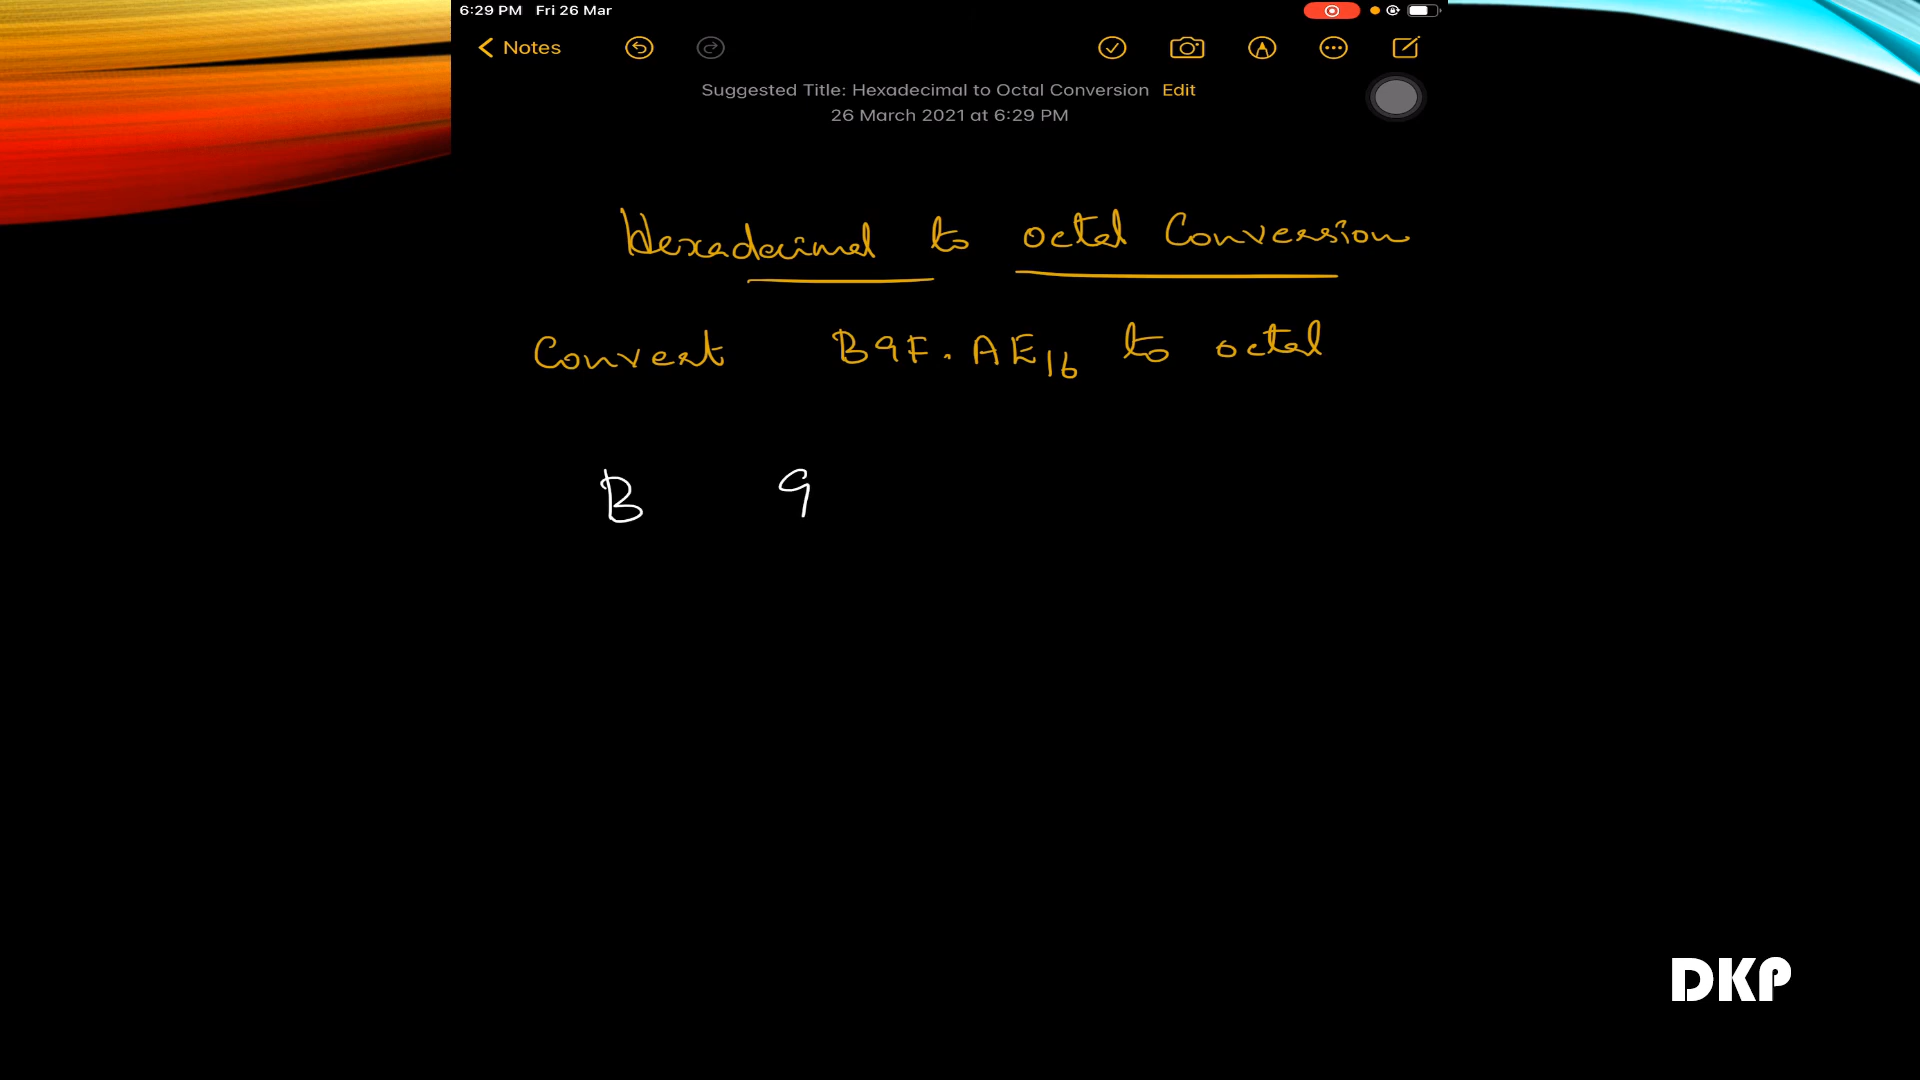 6:29 PM Fri 26 Mar
Notes
Suggested Title: Hexadecimal to Octal Conversion Edit
26 March 2021 at 6:29 PM
Hexadecimal to octal Conversion
Convert B9F.AE16 to octal
B 9
DKP